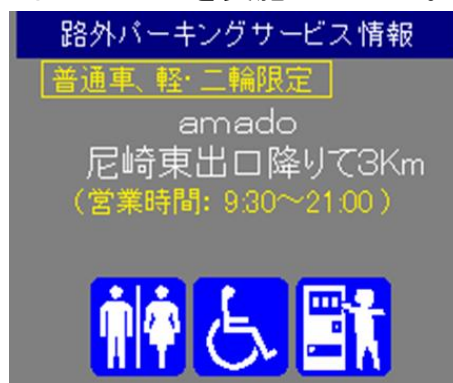 路外パーキングサービス情報
普通車、軽・二輪限定
amado
尼崎東出口降りて3Km
（営業時間: 9:30～21:00）